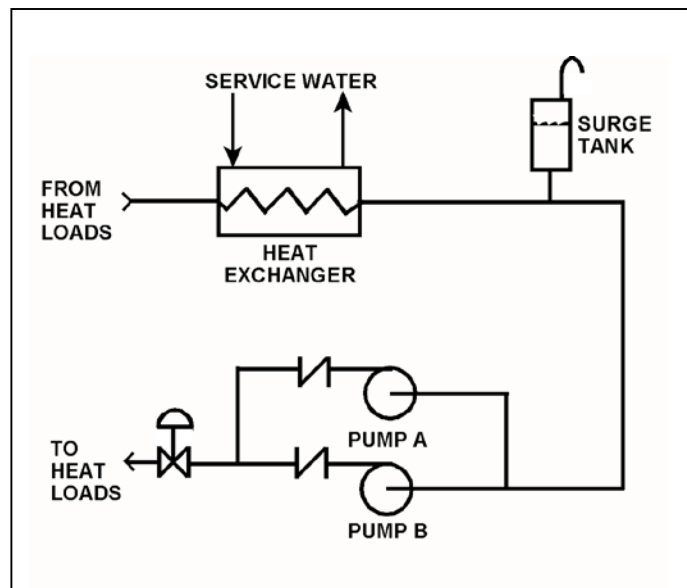 SERVICE WATER
SURGE
TANK
FROM
HEAT
LOADS
HEAT
EXCHANGER
PUMP A
TO
HEAT
LOADS
PUMP B